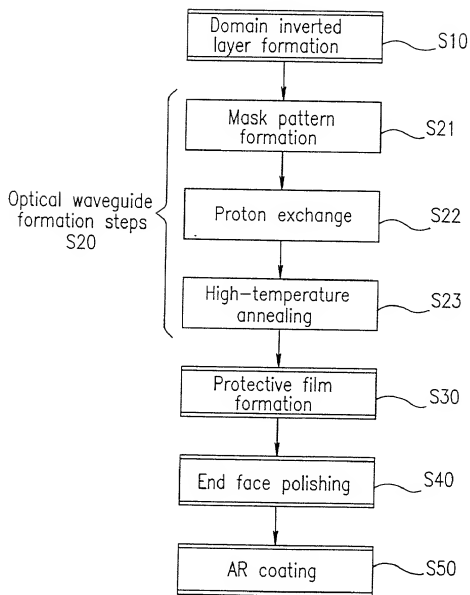 Domain inverted
layer formation
S10
Mask pattern
formation
S21
Optical waveguide
formation steps
S20
Proton exchange
S22
High-temperature
annealing
S23
Protective film
formation
S30
End face polishing
S40
AR coating
S50